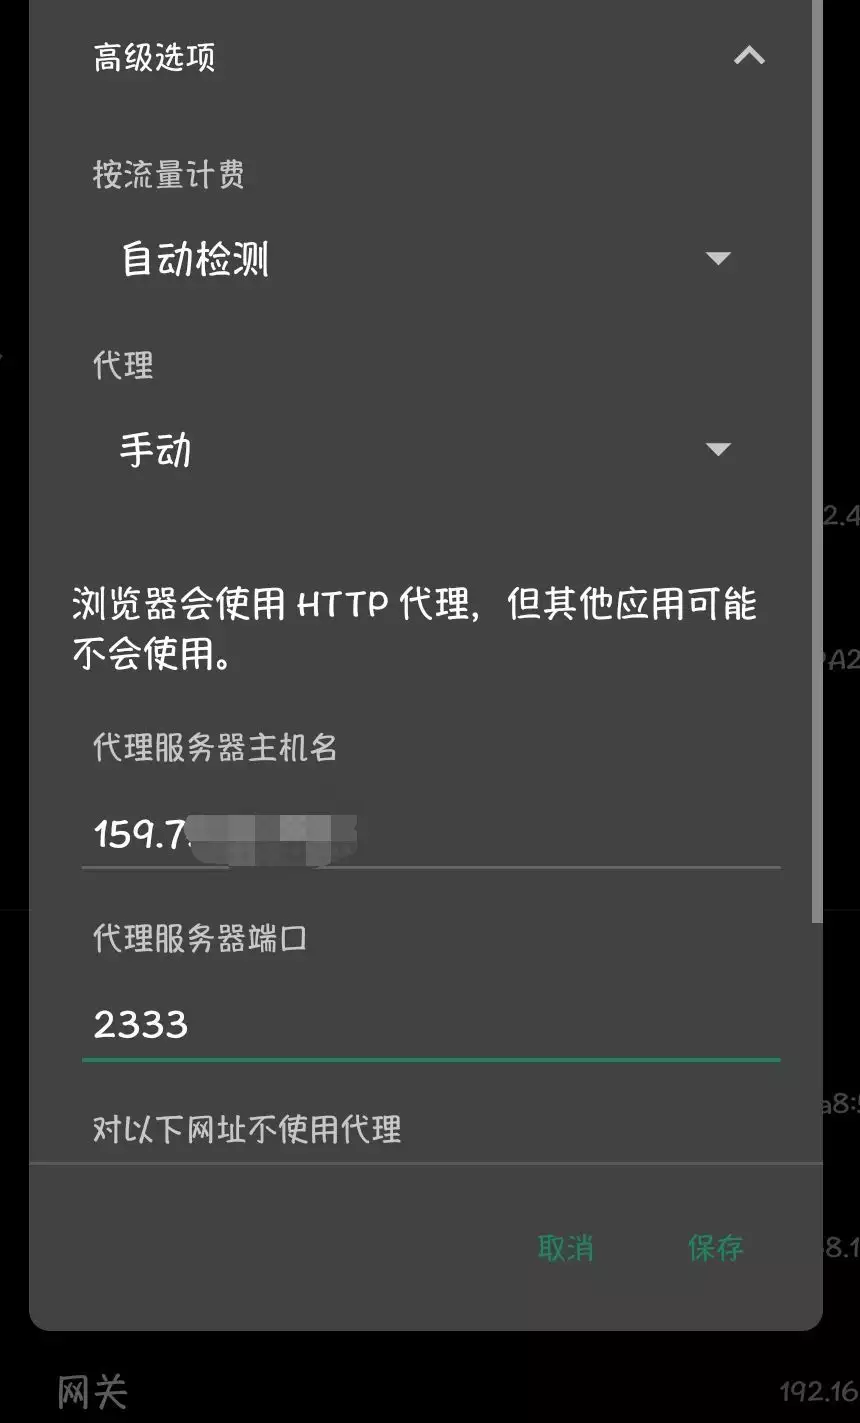 高级选项
按流量计费
自动检测
代理
手动
2.4
浏览器会使用 HTTP 代理，但其他应用可能
不会使用。
A2
代理服务器主机名
159.7
代理服务器端口
2333
a8:
对以下网址不使用代理
取消 保存
8.1
网关 192.16